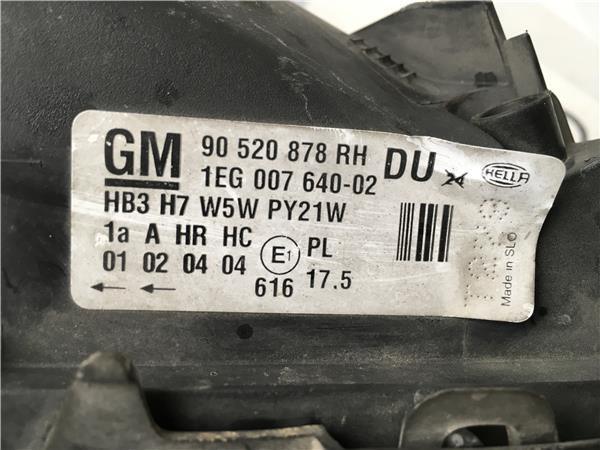 GM 90 520 878 RH DU 24 HELLA
1EG 007 640-02
HB3 H7 W5W PY21W
1a A HR HC E1 PL
01 02 04 04 17.5
616
Made in SLO